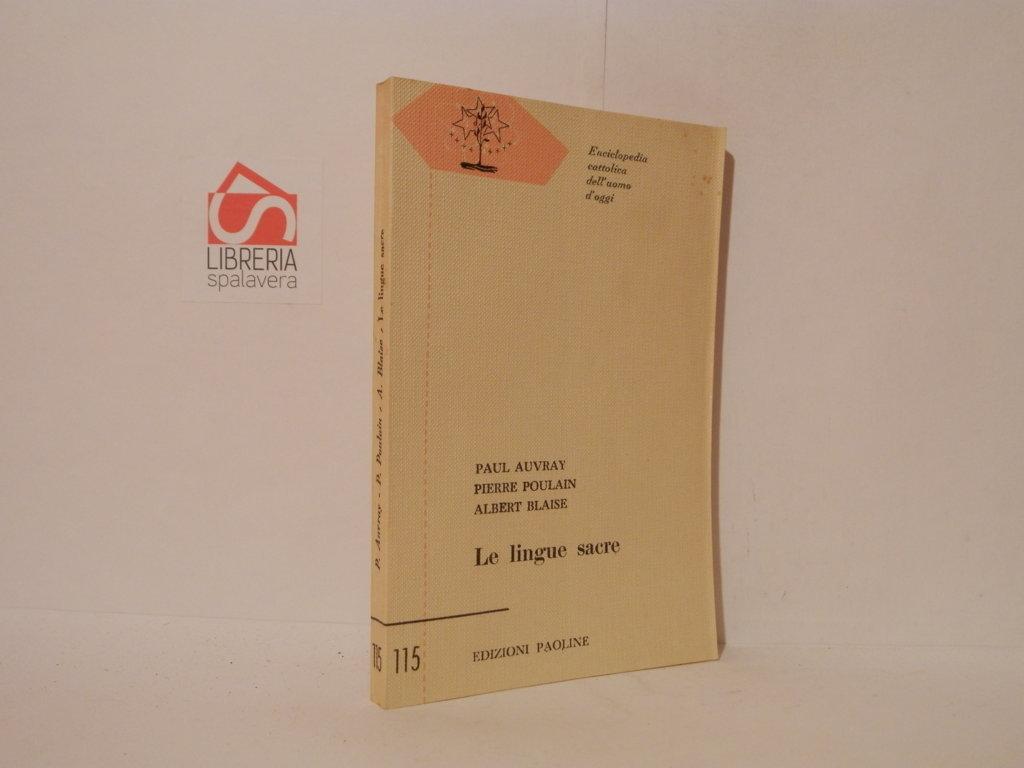 LIBRERIA
spalavera
Enciclopedia
cattolica
dell'uomo
d'oggi
PAUL AUVRAY
PIERRE POULAIN
ALBERT BLAISE
Le lingue sacre
115
EDIZIONI PAOLINE
P. Auvray - P. Poulain - A. Blaise - Le lingue sacre
115